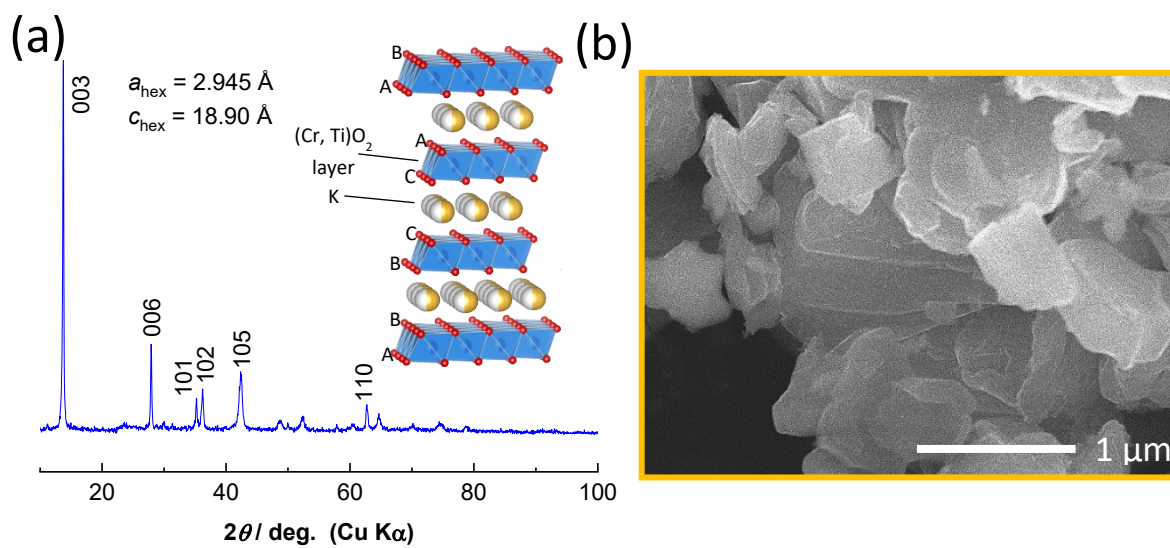 (a)
(b)
003
a_hex = 2.945 Å
c_hex = 18.90 Å
B
A
(Cr, Ti)O₂
layer
A
C
K
C
B
B
A
006
101
102
105
110
20
40
60
80
100
2θ / deg. (Cu Kα)
1 μm